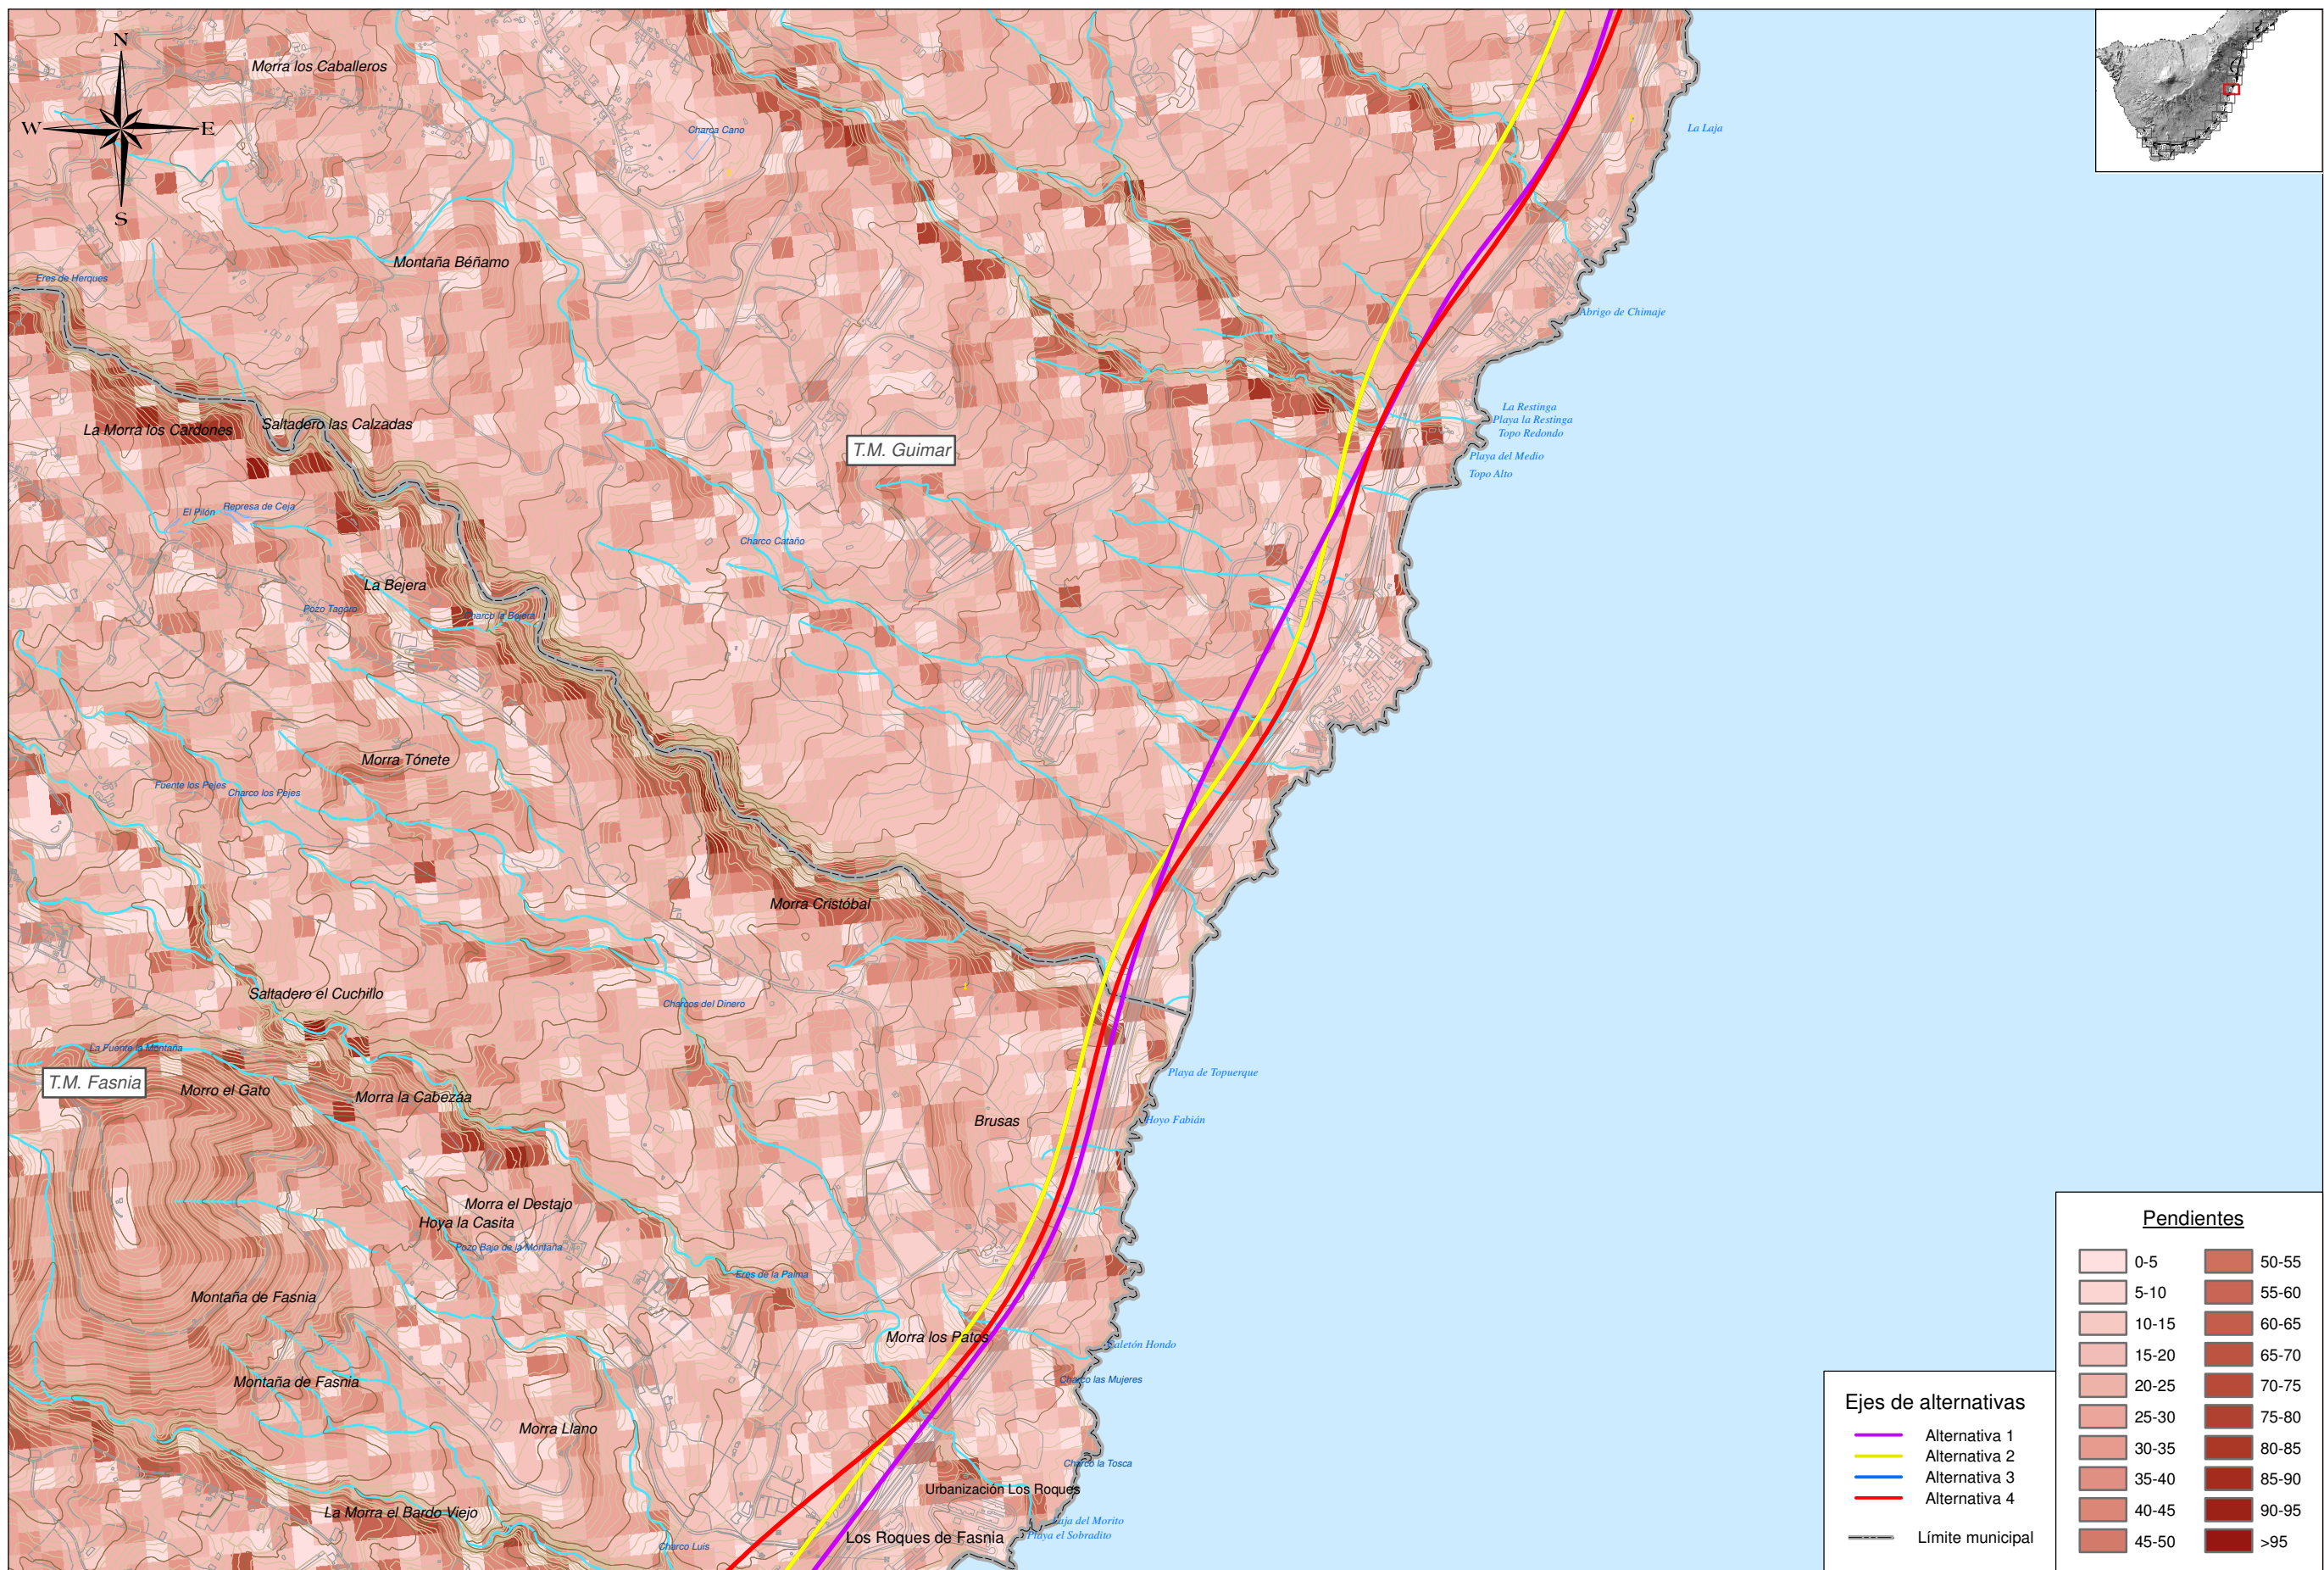 N
W
E
S
Morra los Caballeros
Charca Cano
La Laja
Montaña Béñamo
Eres de Herques
Abrigo de Chimaje
La Restinga
Playa la Restinga
Topo Redondo
La Morra los Cardones
Saltadero las Calzadas
T.M. Guimar
Playa del Medio
Topo Alto
El Pilón
Represa de Ceja
Charco Cataño
La Bejera
Pozo Tagoro
Charco la Bejera
Morra Tónete
Fuente los Pejes
Charco los Pejes
Morra Cristóbal
Saltadero el Cuchillo
Charcos del Dinero
La Fuente la Montaña
T.M. Fasnia
Morro el Gato
Morra la Cabezáa
Playa de Topuerque
Hoyo Fabián
Brusas
Morra el Destajo
Hoya la Casita
Pozo Bajo de la Montaña
Eres de la Palma
Montaña de Fasnia
Morra los Patos
Caletón Hondo
Montaña de Fasnia
Charco las Mujeres
Morra Llano
Charco la Tosca
Urbanización Los Roques
La Morra el Bardo Viejo
Laja del Morito
Playa el Sobradito
Los Roques de Fasnia
Charco Luis
Ejes de alternativas
Alternativa 1
Alternativa 2
Alternativa 3
Alternativa 4
Límite municipal
Pendientes
0-5
5-10
10-15
15-20
20-25
25-30
30-35
35-40
40-45
45-50
50-55
55-60
60-65
65-70
70-75
75-80
80-85
85-90
90-95
>95